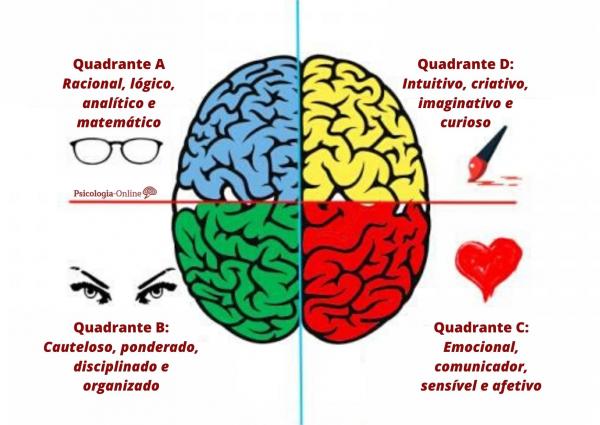 Quadrante A
Racional, lógico,
analítico e
matemático
Psicologia-Online
Quadrante D:
Intuitivo, criativo,
imaginativo e
curioso
Quadrante B:
Cauteloso, ponderado,
disciplinado e
organizado
Quadrante C:
Emocional,
comunicador,
sensível e afetivo